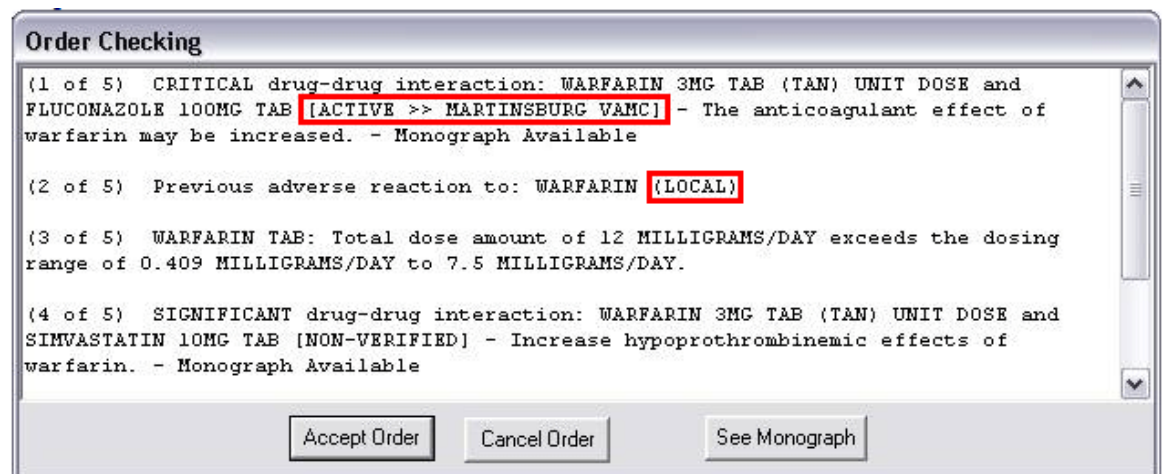 Order Checking
(1 of 5)  CRITICAL drug-drug interaction: WARFARIN 3MG TAB (TAN) UNIT DOSE and
FLUCONAZOLE 100MG TAB [ACTIVE >> MARTINSBURG VAMC] - The anticoagulant effect of
warfarin may be increased. - Monograph Available
(2 of 5)  Previous adverse reaction to: WARFARIN (LOCAL)
(3 of 5)  WARFARIN TAB: Total dose amount of 12 MILLIGRAMS/DAY exceeds the dosing
range of 0.409 MILLIGRAMS/DAY to 7.5 MILLIGRAMS/DAY.
(4 of 5)  SIGNIFICANT drug-drug interaction: WARFARIN 3MG TAB (TAN) UNIT DOSE and
SIMVASTATIN 10MG TAB [NON-VERIFIED] - Increase hypoprothrombinemic effects of
warfarin. - Monograph Available
Accept Order Cancel Order See Monograph